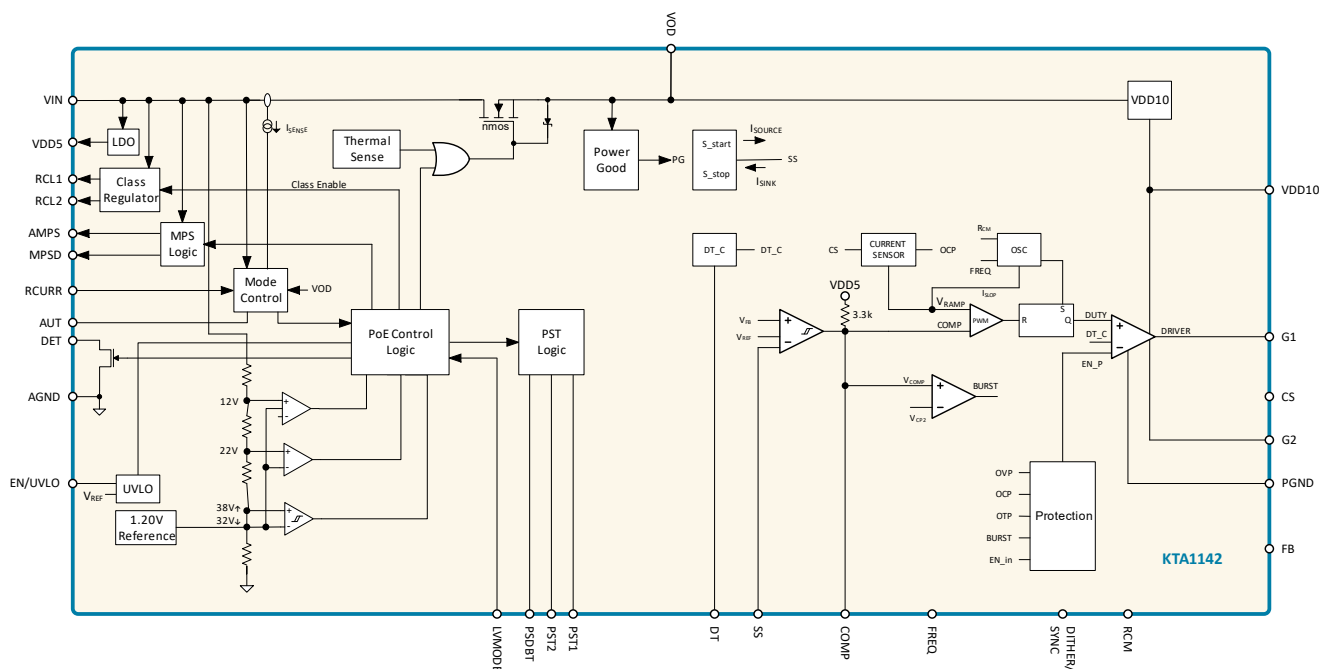 VOD
VIN
VDD5
RCL1
RCL2
AMPS
MPSD
RCURR
AUT
DET
AGND
EN/UVLO
LDO
Class
Regulator
MPS
Logic
Mode
Control
VOD
ISENSE
Thermal
Sense
Class Enable
nmos
Power
Good
PG
S_start
S_stop
ISOURCE
SS
ISINK
VDD10
PoE Control
Logic
PST
Logic
12V
22V
38V↑
32V↓
UVLO
VREF
1.20V
Reference
DT_C
DT_C
CS
CURRENT
SENSOR
OCP
RCM
FREQ
OSC
ISLOP
VDD5
3.3k
VRAMP
COMP
PWM
VFB
VREF
R
S
Q
DUTY
DT_C
EN_P
DRIVER
VCOMP
VCP2
BURST
OVP
OCP
OTP
BURST
EN_in
Protection
KTA1142
VDD10
G1
CS
G2
PGND
FB
LVMODE
PSDBT
PST2
PST1
DT
SS
COMP
FREQ
DITHER/
SYNC
RCM